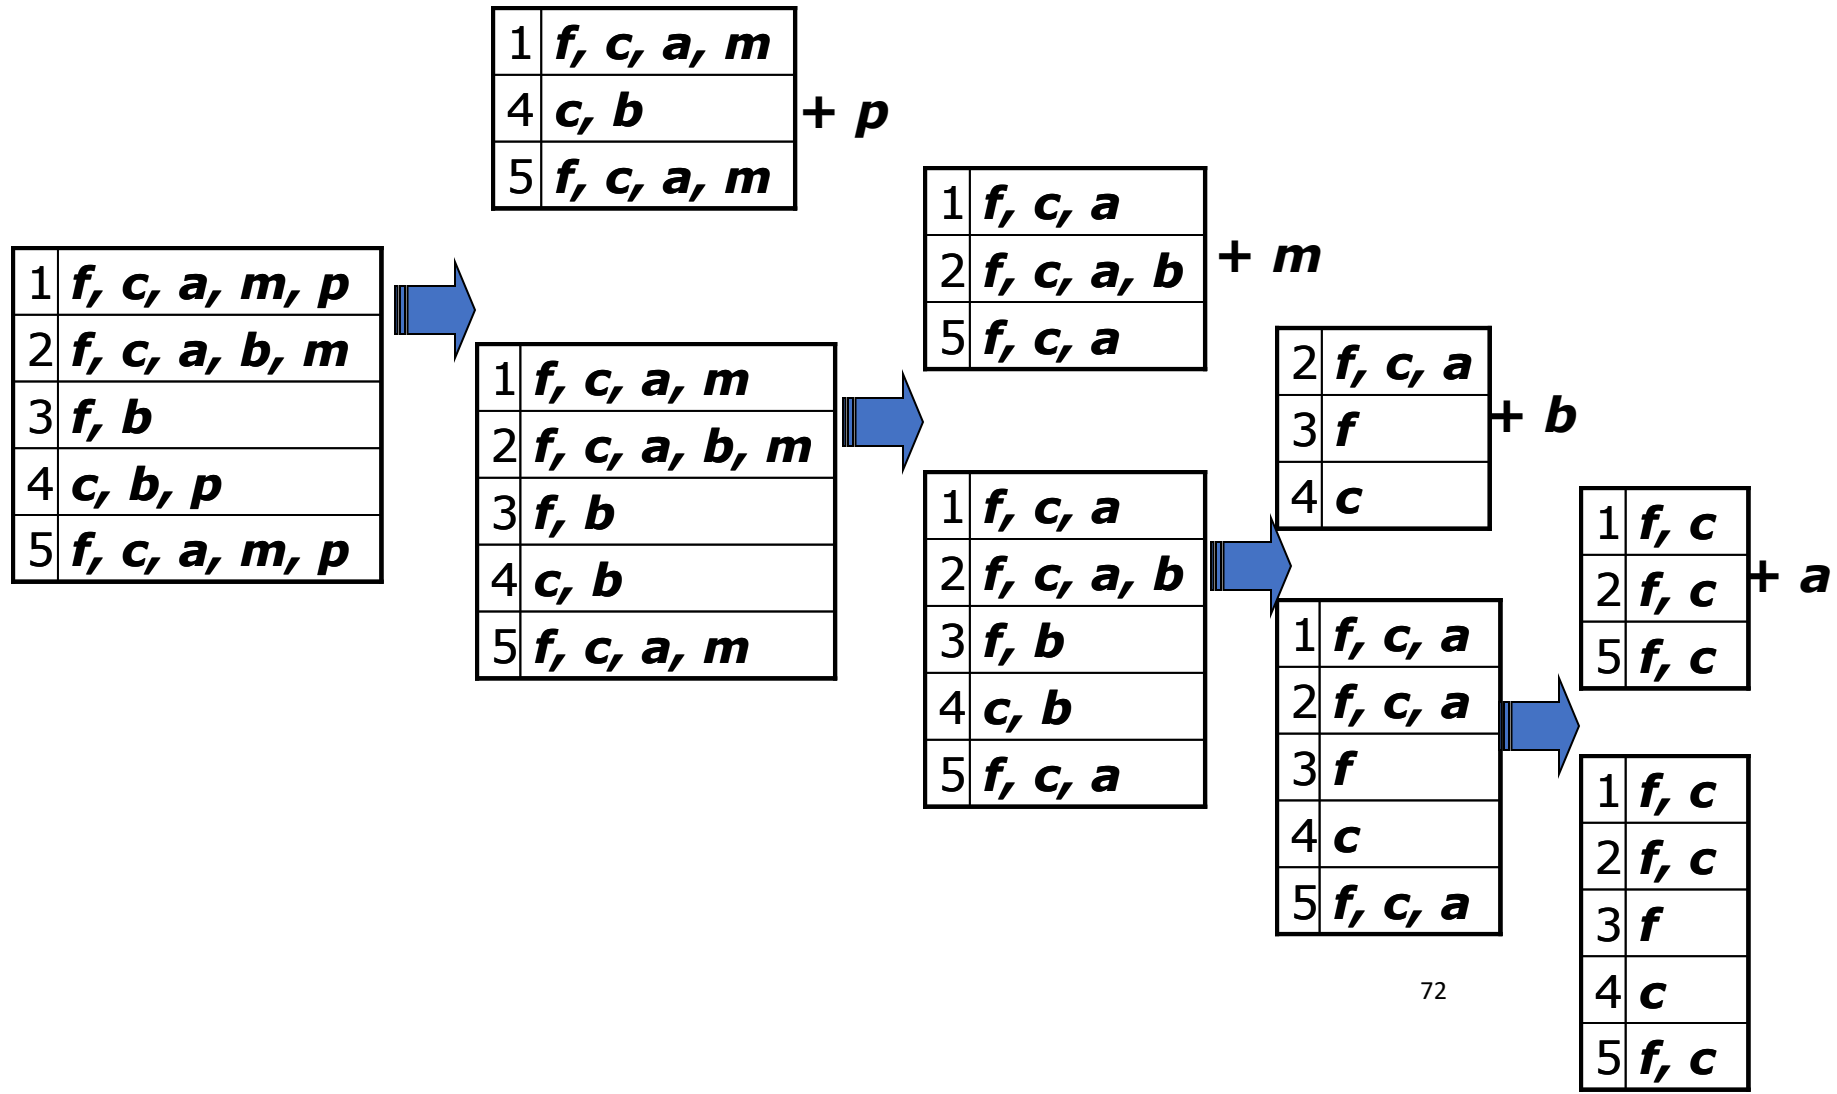 1 f, c, a, m
4 c, b
5 f, c, a, m
+ p
1 f, c, a, m, p
2 f, c, a, b, m
3 f, b
4 c, b, p
5 f, c, a, m, p
1 f, c, a, m
2 f, c, a, b, m
3 f, b
4 c, b
5 f, c, a, m
1 f, c, a
2 f, c, a, b
5 f, c, a
+ m
1 f, c, a
2 f, c, a, b
3 f, b
4 c, b
5 f, c, a
2 f, c, a
3 f
4 c
+ b
1 f, c, a
2 f, c, a
3 f
4 c
5 f, c, a
1 f, c
2 f, c
5 f, c
+ a
1 f, c
2 f, c
3 f
4 c
5 f, c
72